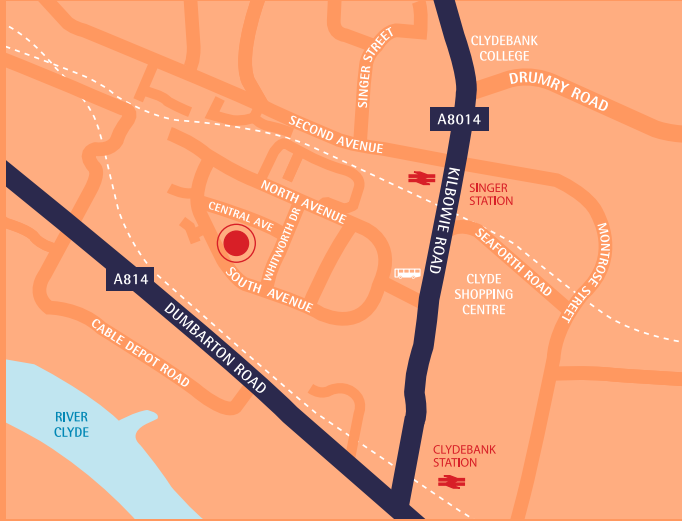 CLYDEBANK
COLLEGE
SINGER STREET
DRUMRY ROAD
A8014
SECOND AVENUE
SINGER
STATION
NORTH AVENUE
KILBOWIE ROAD
CENTRAL AVE
WHITWORTH DR
SEAFORTH ROAD
MONTROSE STREET
A814
SOUTH AVENUE
CLYDE
SHOPPING
CENTRE
DUMBARTON ROAD
CABLE DEPOT ROAD
RIVER
CLYDE
CLYDEBANK
STATION